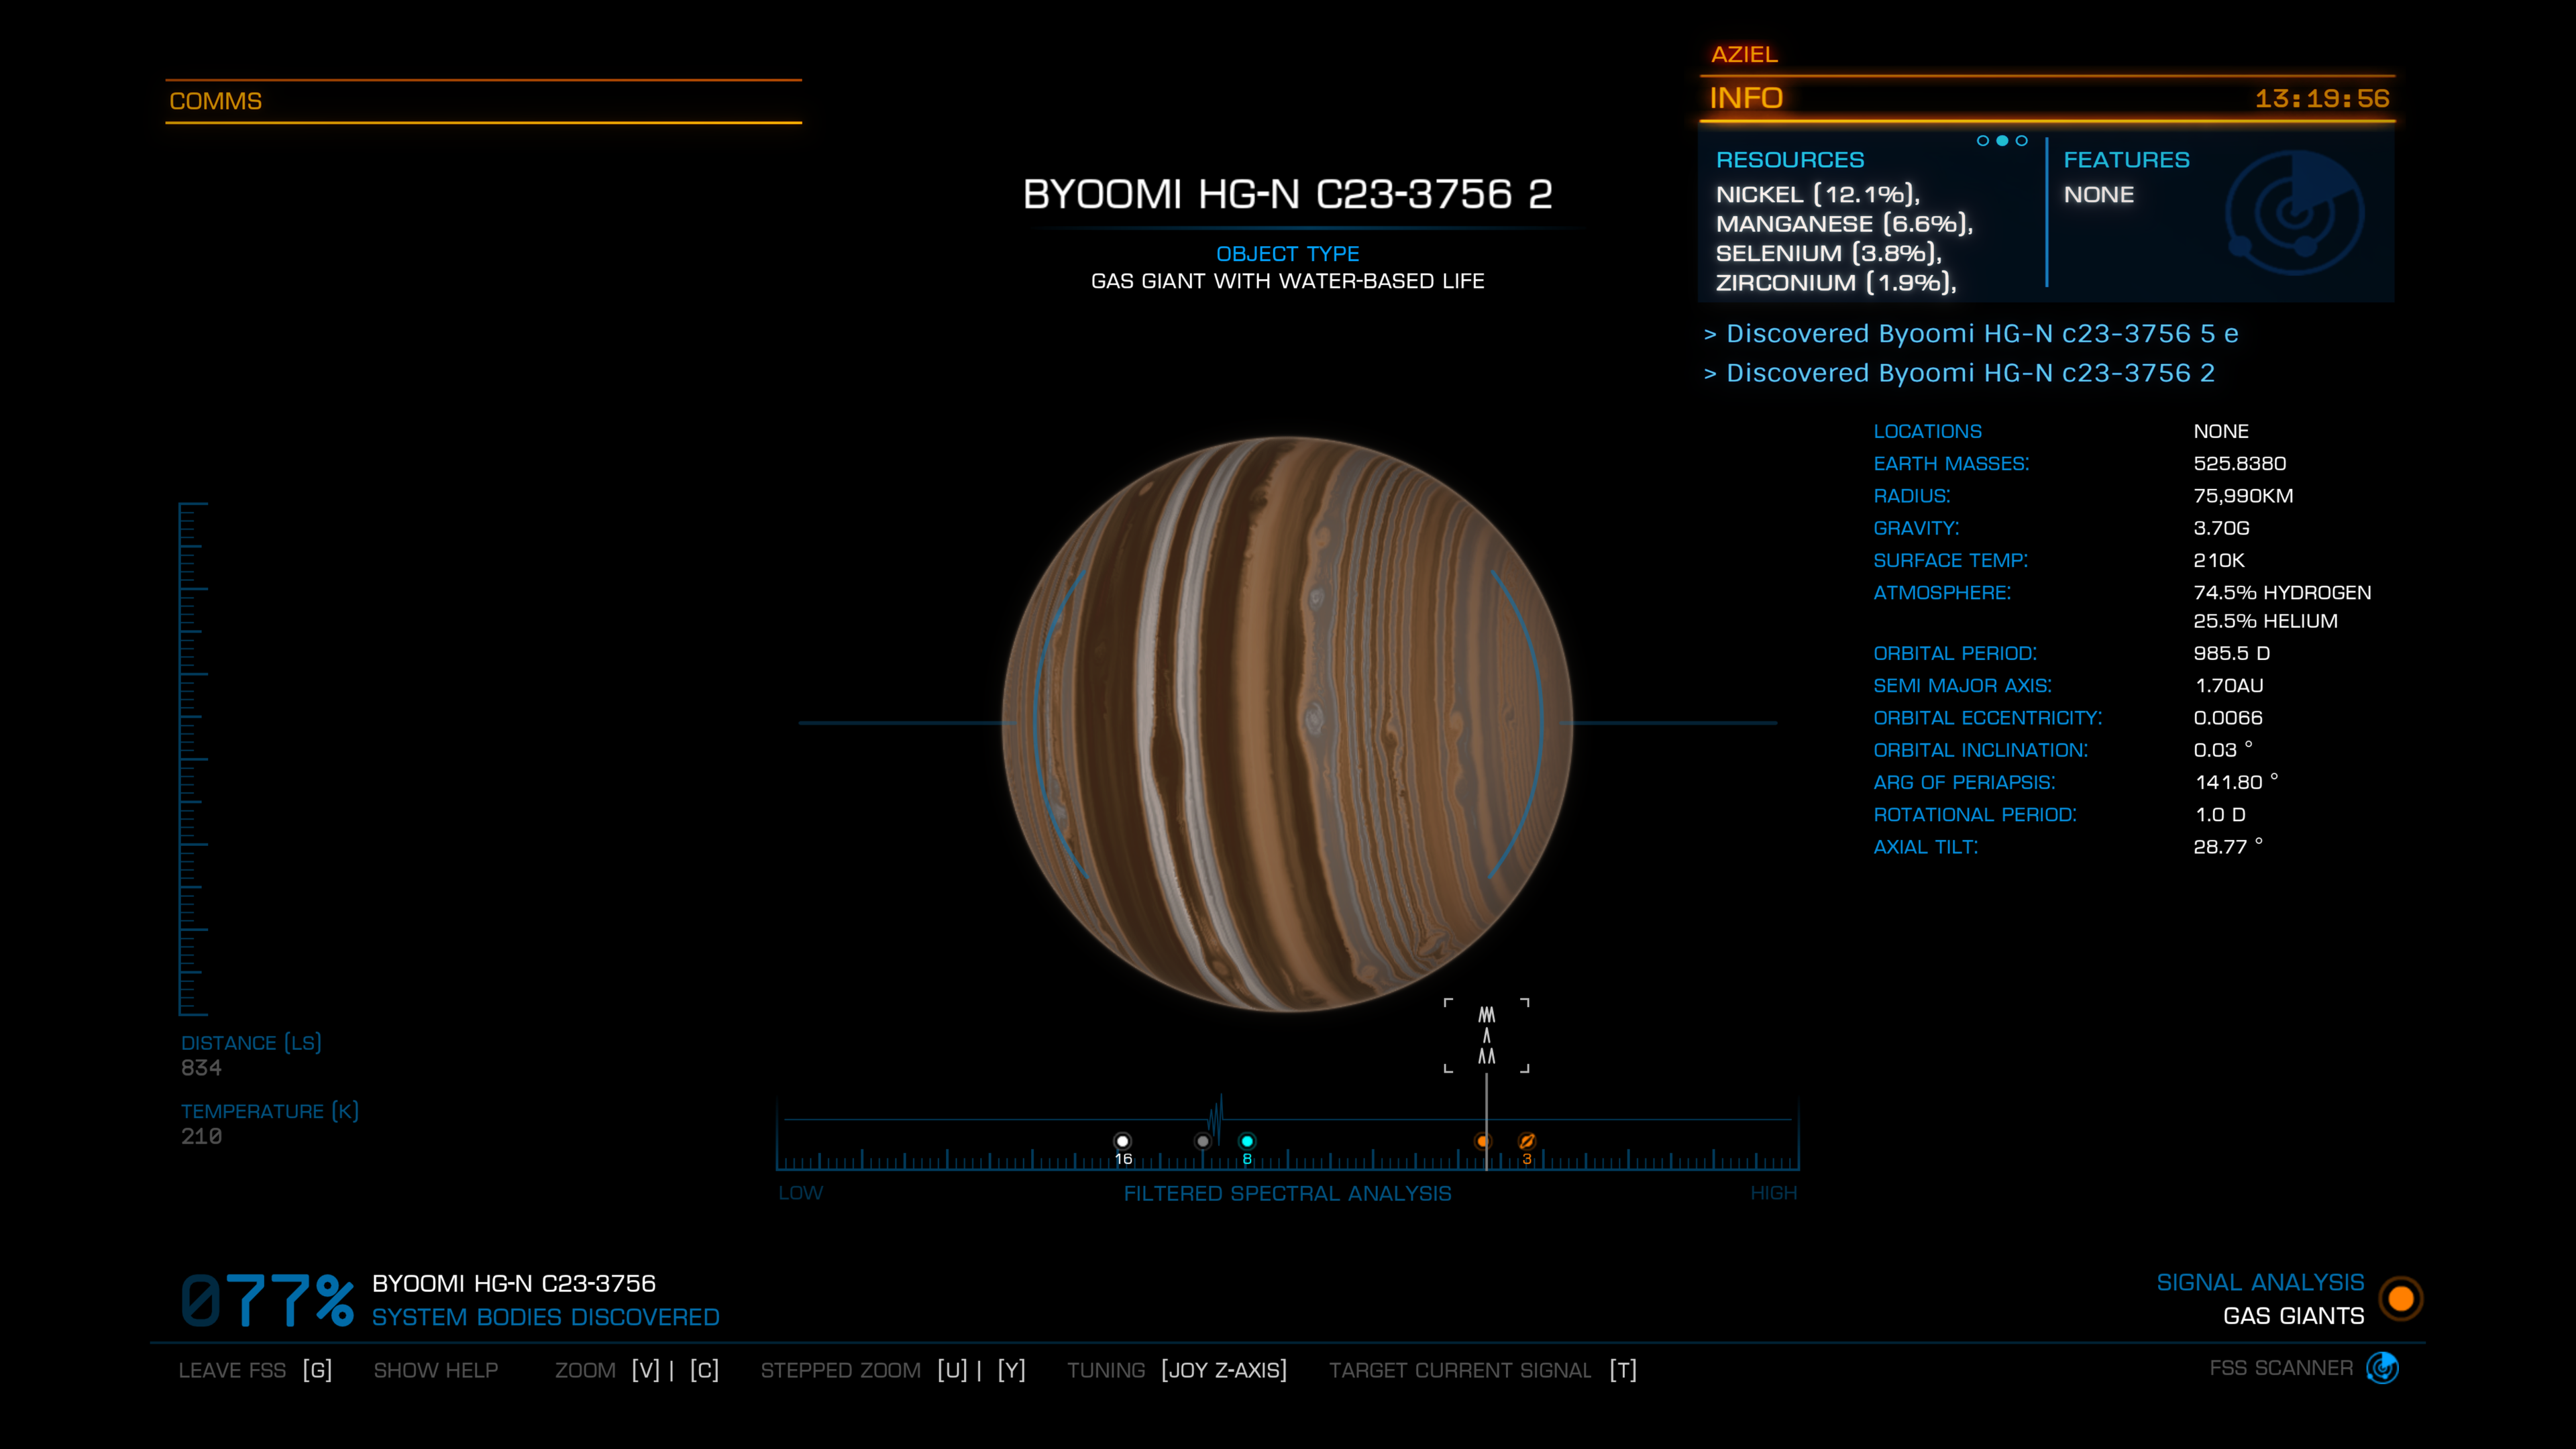 AZIEL
COMMS
INFO 13:19:56
RESOURCES
NICKEL (12.1%),
MANGANESE (6.6%),
SELENIUM (3.8%),
ZIRCONIUM (1.9%),
FEATURES
NONE
BYOOMI HG-N C23-3756 2
OBJECT TYPE
GAS GIANT WITH WATER-BASED LIFE
> Discovered Byoomi HG-N c23-3756 5 e
> Discovered Byoomi HG-N c23-3756 2
LOCATIONS NONE
EARTH MASSES: 525.8380
RADIUS: 75,990KM
GRAVITY: 3.70G
SURFACE TEMP: 210K
ATMOSPHERE: 74.5% HYDROGEN
25.5% HELIUM
ORBITAL PERIOD: 985.5 D
SEMI MAJOR AXIS: 1.70AU
ORBITAL ECCENTRICITY: 0.0066
ORBITAL INCLINATION: 0.03 °
ARG OF PERIAPSIS: 141.80 °
ROTATIONAL PERIOD: 1.0 D
AXIAL TILT: 28.77 °
DISTANCE (LS)
834
TEMPERATURE (K)
210
16 8 3
LOW FILTERED SPECTRAL ANALYSIS HIGH
077% BYOOMI HG-N C23-3756
SYSTEM BODIES DISCOVERED
SIGNAL ANALYSIS
GAS GIANTS
LEAVE FSS [G] SHOW HELP ZOOM [V] | [C] STEPPED ZOOM [U] | [Y] TUNING [JOY Z-AXIS] TARGET CURRENT SIGNAL [T] FSS SCANNER